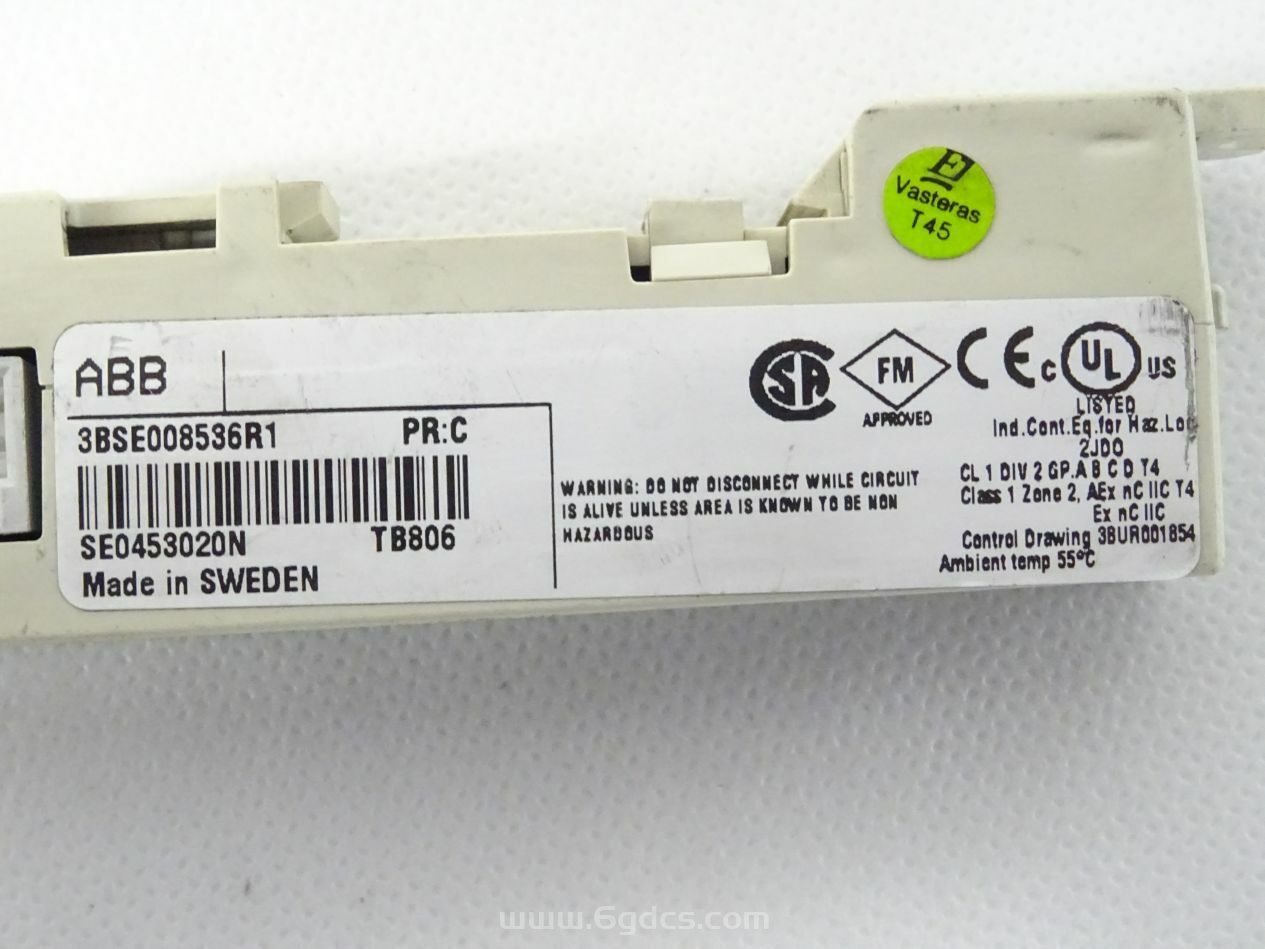 E
Vasteras
T45
ABB
3BSE008536R1 PR:C
SE0453020N TB806
Made in SWEDEN
WARNING: DO NOT DISCONNECT WHILE CIRCUIT
IS ALIVE UNLESS AREA IS KNOWN TO BE NON
HAZARDOUS
SA
FM
APPROVED
CE
C UL US
LISTED
Ind.Cont.Eq.for Haz.Loc
2JD0
CL 1 DIV 2 GP.A B C D T4
Class 1 Zone 2, AEx nC IIC T4
Ex nC IIC
Control Drawing 3BUR001854
Ambient temp 55°C
www.6gdcs.com